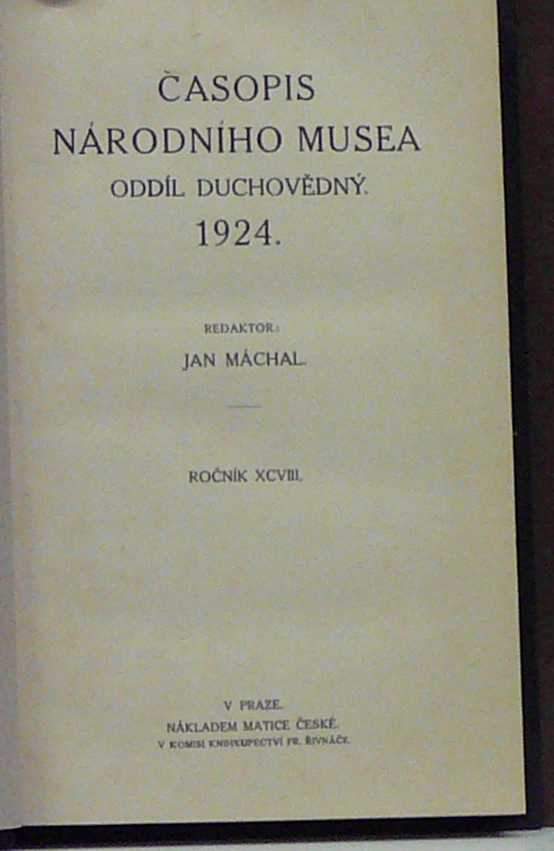 ČASOPIS
NÁRODNÍHO MUSEA
ODDÍL DUCHOVĚDNÝ.
1924.
REDAKTOR:
JAN MÁCHAL.
ROČNÍK XCVIII.
V PRAZE.
NÁKLADEM MATICE ČESKÉ.
V KOMISI KNIHKUPECTVÍ FR. ŘIVNÁČE.